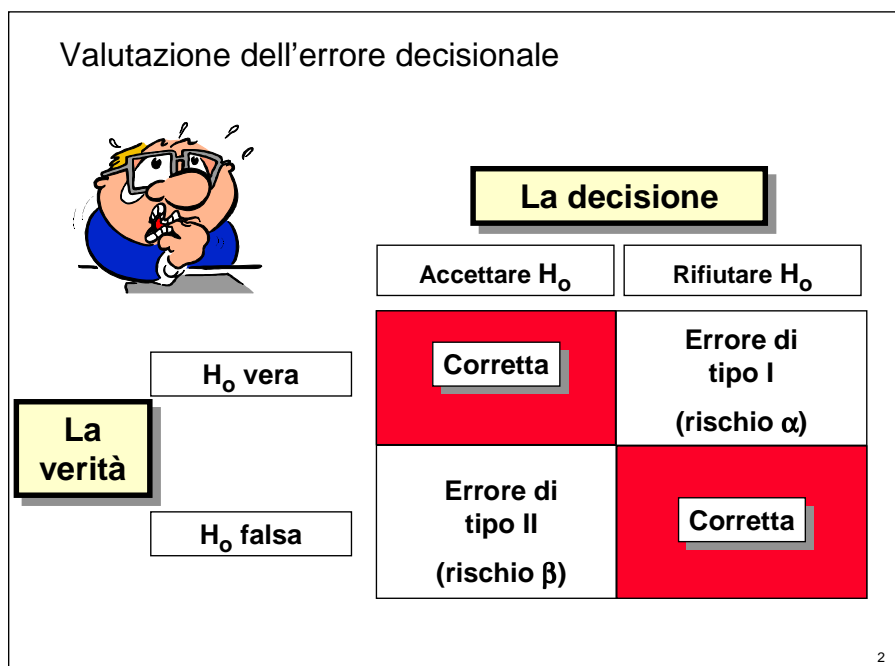 Valutazione dell'errore decisionale
La decisione
Accettare Ho
Rifiutare Ho
La
verità
Ho vera
Corretta
Errore di
tipo I
(rischio α)
Ho falsa
Errore di
tipo II
(rischio β)
Corretta
2